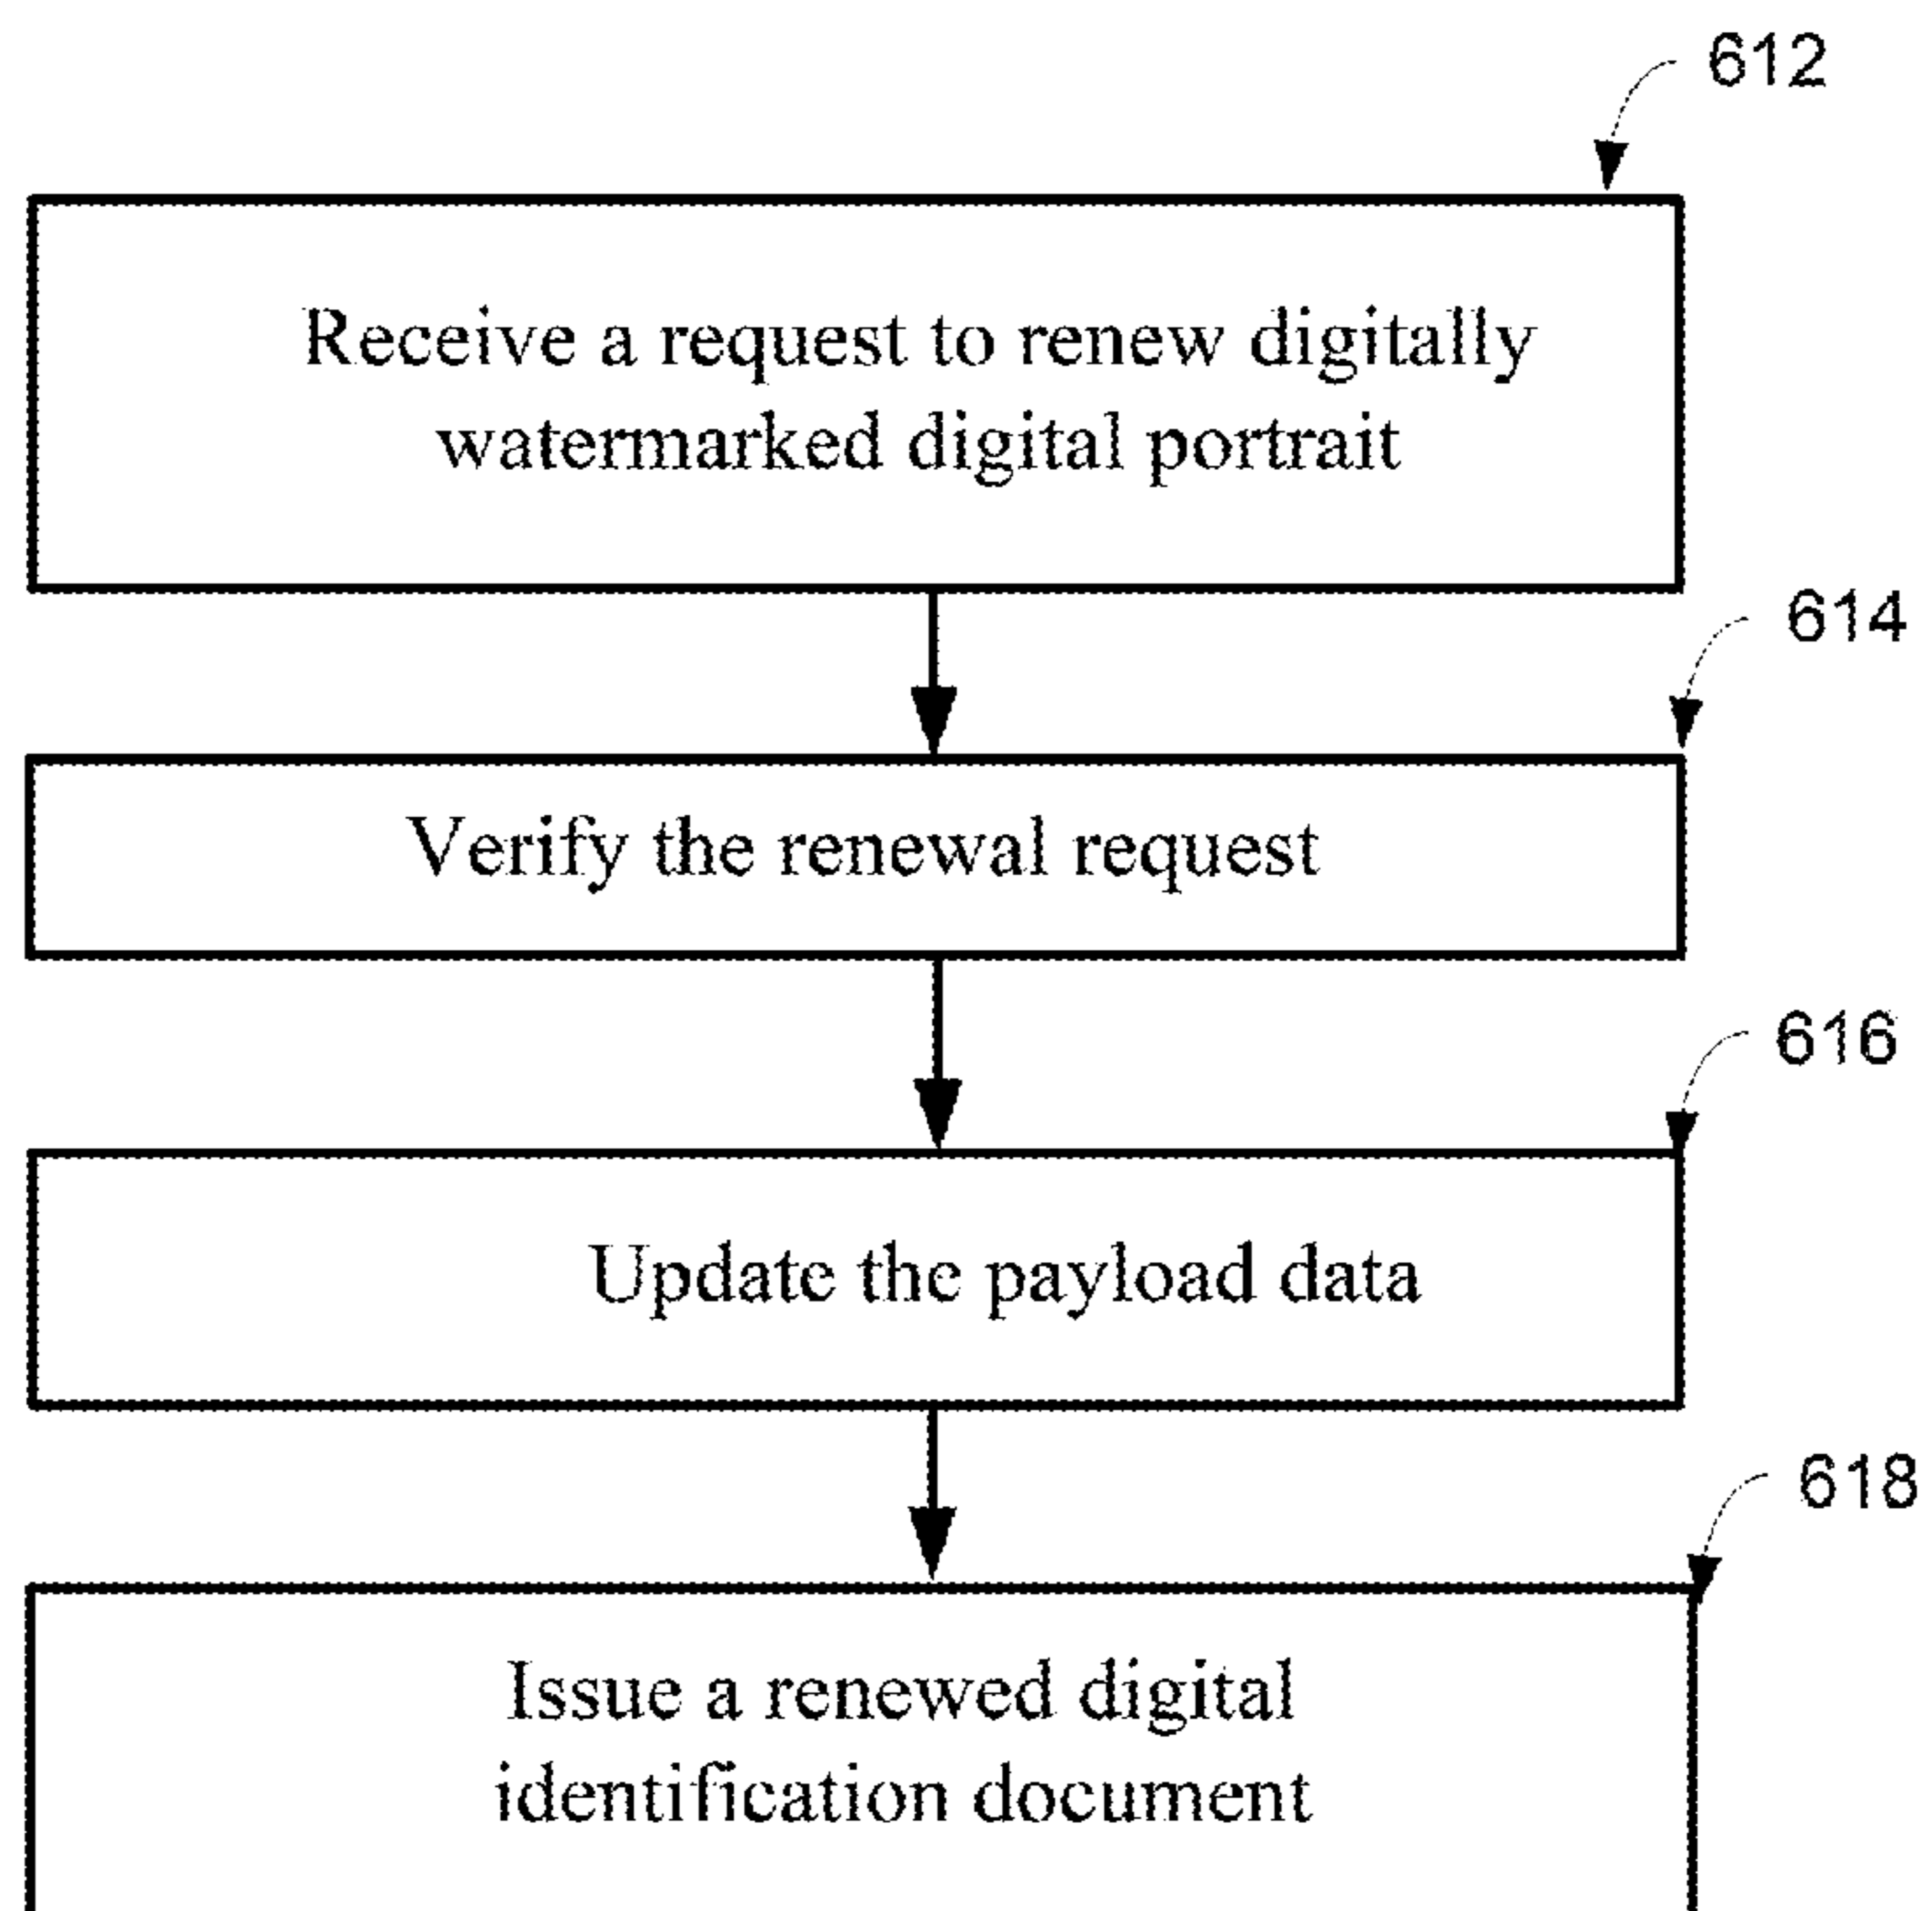 612
Receive a request to renew digitally
watermarked digital portrait
614
Verify the renewal request
616
Update the payload data
618
Issue a renewed digital
identification document